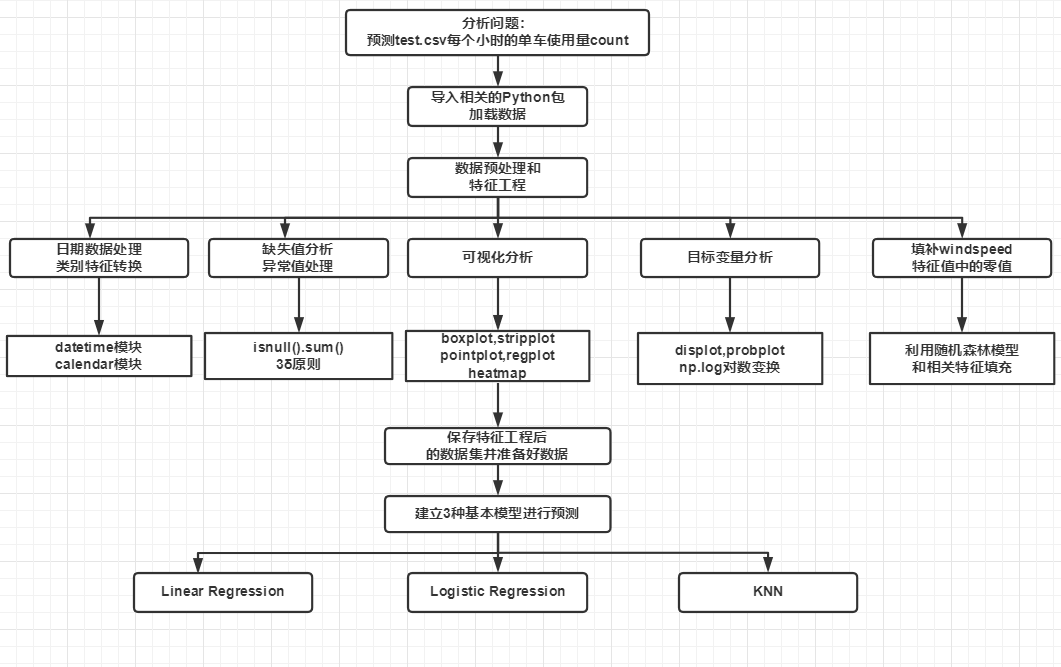 分析问题：
预测test.csv每个小时的单车使用量count
导入相关的Python包
加载数据
数据预处理和
特征工程
日期数据处理
类别特征转换
缺失值分析
异常值处理
可视化分析
目标变量分析
填补windspeed
特征值中的零值
datetime模块
calendar模块
isnull().sum()
3δ原则
boxplot,stripplot
pointplot,regplot
heatmap
displot,probplot
np.log对数变换
利用随机森林模型
和相关特征填充
保存特征工程后
的数据集并准备好数据
建立3种基本模型进行预测
Linear Regression
Logistic Regression
KNN